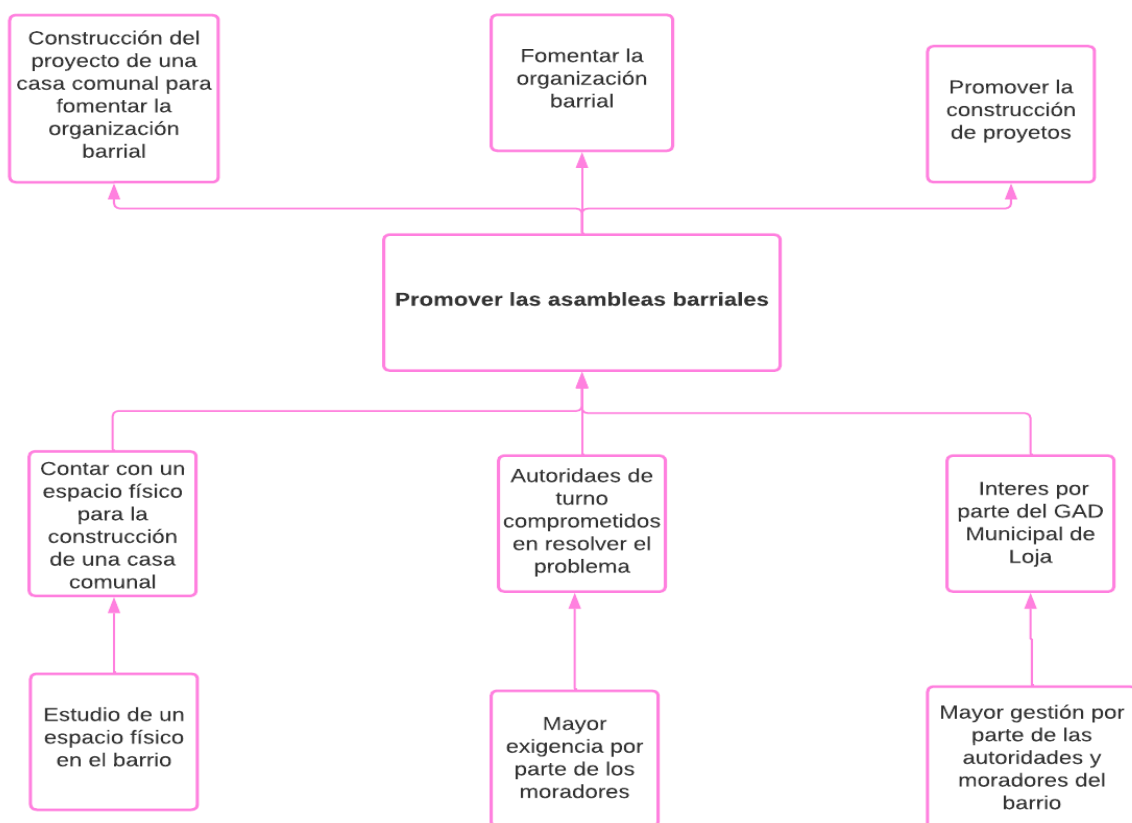 Construcción del
proyecto de una
casa comunal para
fomentar la
organización
barrial
Fomentar la
organización
barrial
Promover la
construcción
de proyetos
Promover las asambleas barriales
Contar con un
espacio físico
para la
construcción
de una casa
comunal
Autoridaes de
turno
comprometidos
en resolver el
problema
Interes por
parte del GAD
Municipal de
Loja
Estudio de un
espacio físico
en el barrio
Mayor
exigencia por
parte de los
moradores
Mayor gestión por
parte de las
autoridades y
moradores del
barrio